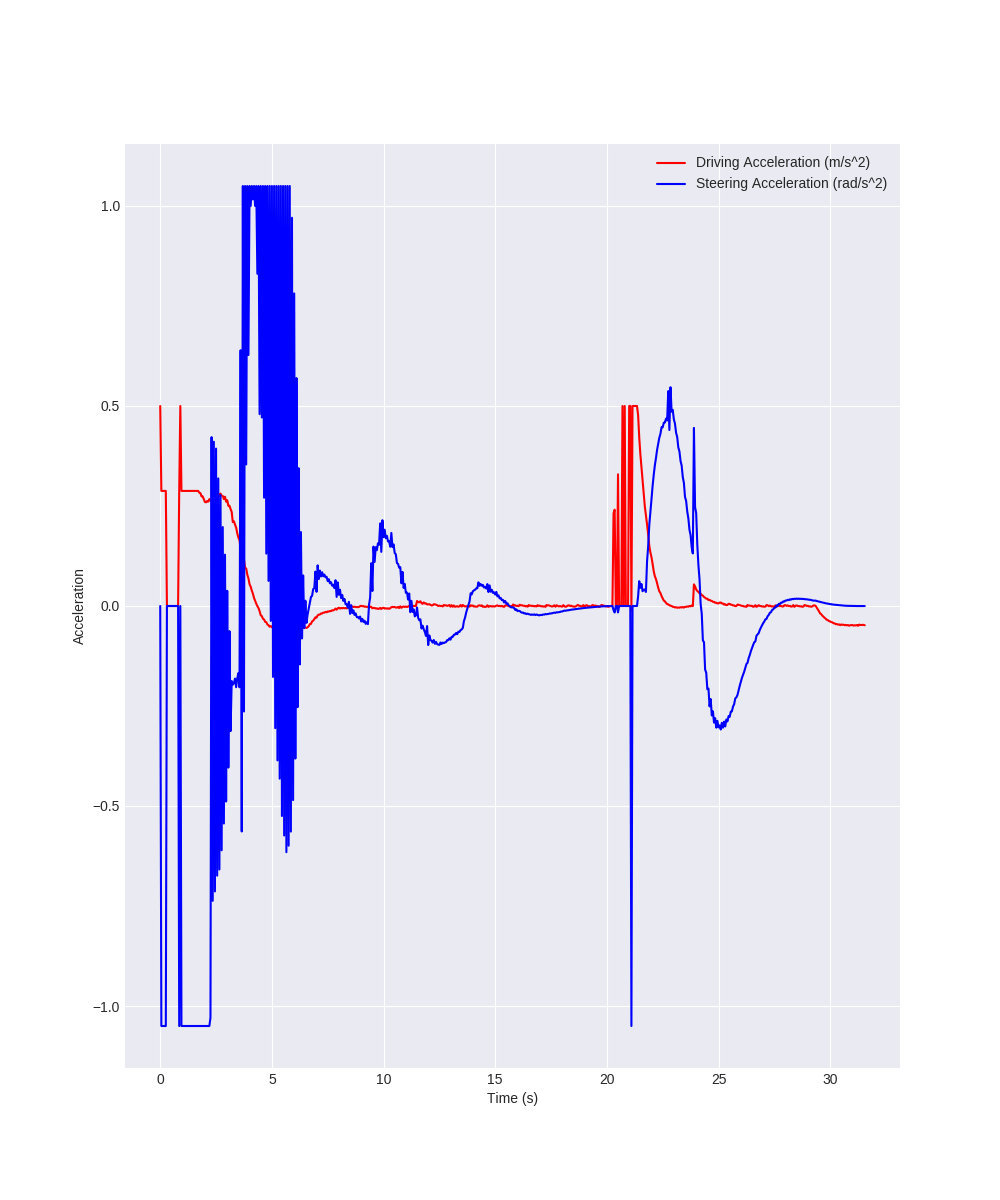 Driving Acceleration (m/s^2)
Steering Acceleration (rad/s^2)
1.0
0.5
0.0
−0.5
−1.0
Acceleration
0 5 10 15 20 25 30
Time (s)